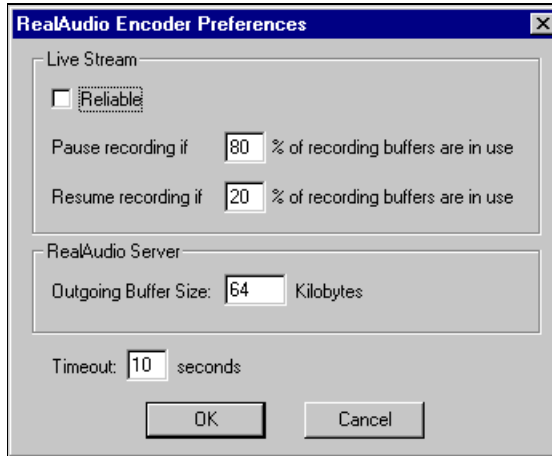 RealAudio Encoder Preferences
Live Stream
Reliable
Pause recording if 80 % of recording buffers are in use
Resume recording if 20 % of recording buffers are in use
RealAudio Server
Outgoing Buffer Size: 64 Kilobytes
Timeout: 10 seconds
OK Cancel